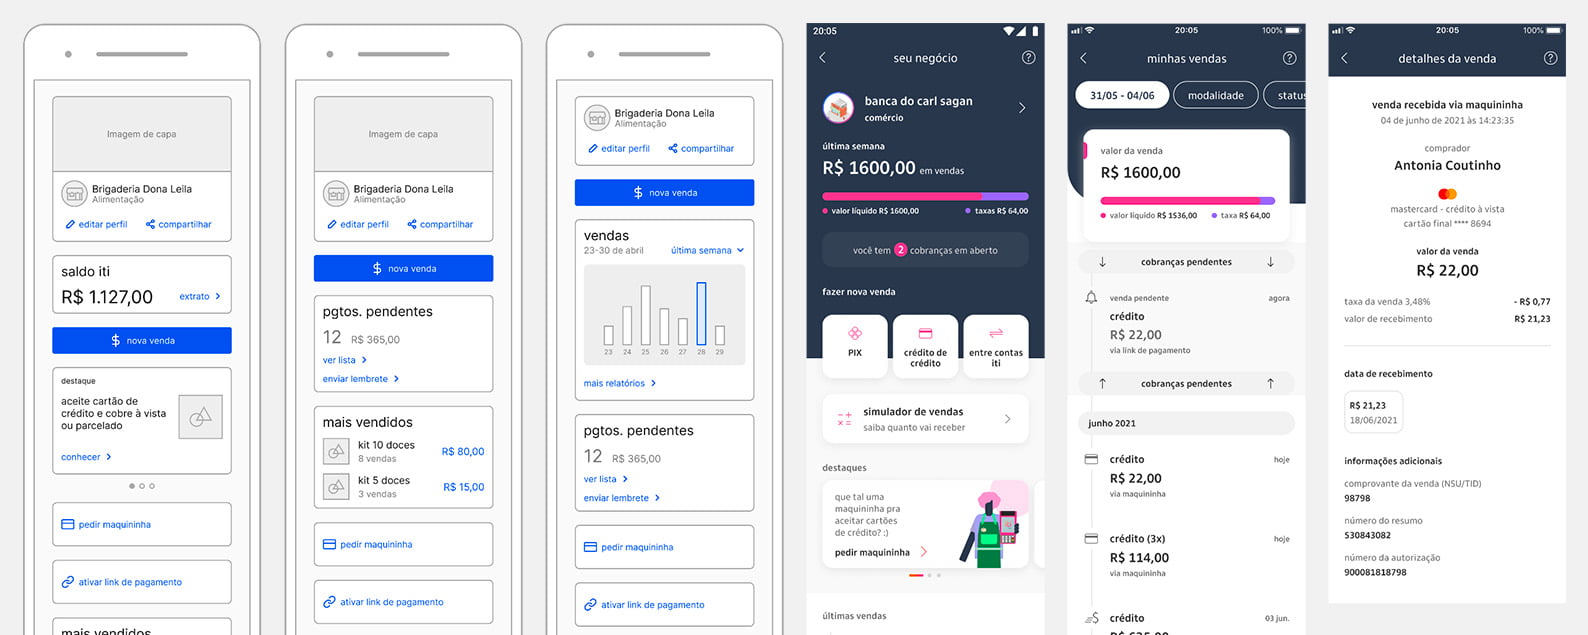 Imagem de capa
Brigaderia Dona Leila
Alimentação
editar perfil
compartilhar
saldo iti
R$ 1.127,00
extrato
nova venda
destaque
aceite cartão de
crédito e cobre à vista
ou parcelado
conhecer
pedir maquininha
ativar link de pagamento
mais vendidos
Imagem de capa
Brigaderia Dona Leila
Alimentação
editar perfil
compartilhar
nova venda
pgtos. pendentes
12 R$ 365,00
ver lista
enviar lembrete
mais vendidos
kit 10 doces
8 vendas
R$ 80,00
kit 5 doces
3 vendas
R$ 15,00
pedir maquininha
ativar link de pagamento
Brigaderia Dona Leila
Alimentação
editar perfil
compartilhar
nova venda
vendas
23-30 de abril
última semana
23 24 25 26 27 28 29
mais relatórios
pgtos. pendentes
12 R$ 365,00
ver lista
enviar lembrete
pedir maquininha
ativar link de pagamento
20:05
seu negócio
?
banca do carl sagan
comércio
última semana
R$ 1600,00 em vendas
valor líquido R$ 1600,00
taxas R$ 64,00
você tem 2 cobranças em aberto
fazer nova venda
PIX
crédito de
crédito
entre contas
iti
simulador de vendas
saiba quanto vai receber
destaques
que tal uma
maquininha pra
aceitar cartões
de crédito? :)
pedir maquininha
últimas vendas
20:05
100%
minhas vendas
?
31/05 - 04/06
modalidade
status
valor da venda
R$ 1600,00
valor líquido R$ 1536,00
taxa R$ 64,00
cobranças pendentes
venda pendente
agora
crédito
R$ 22,00
via link de pagamento
cobranças pendentes
junho 2021
crédito
hoje
R$ 22,00
via maquininha
crédito (3x)
hoje
R$ 114,00
via maquininha
crédito
03 jun.
20:05
100%
detalhes da venda
?
venda recebida via maquininha
04 de junho de 2021 às 14:23:35
comprador
Antonia Coutinho
mastercard - crédito à vista
cartão final **** 8694
valor da venda
R$ 22,00
taxa da venda 3,48%
- R$ 0,77
valor de recebimento
R$ 21,23
data de recebimento
R$ 21,23
18/06/2021
informações adicionais
comprovante da venda (NSU/TID)
98798
número do resumo
530843082
número da autorização
900081818798